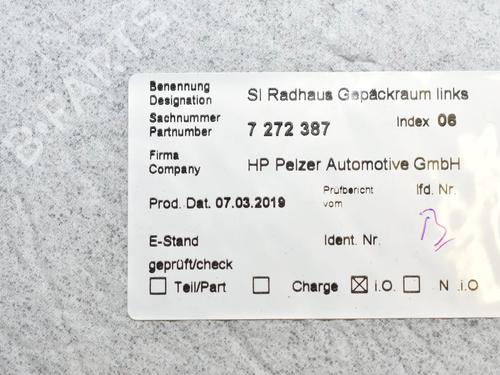 B-PARTS
Benennung
Designation SI Radhaus Gepäckraum links
Sachnummer
Partnumber 7 272 387 Index 06
Firma
Company HP Pelzer Automotive GmbH
Prod. Dat. 07.03.2019 Prüfbericht vom lfd. Nr.
E-Stand Ident. Nr.
geprüft/check
Teil/Part Charge i.O. N .i.O